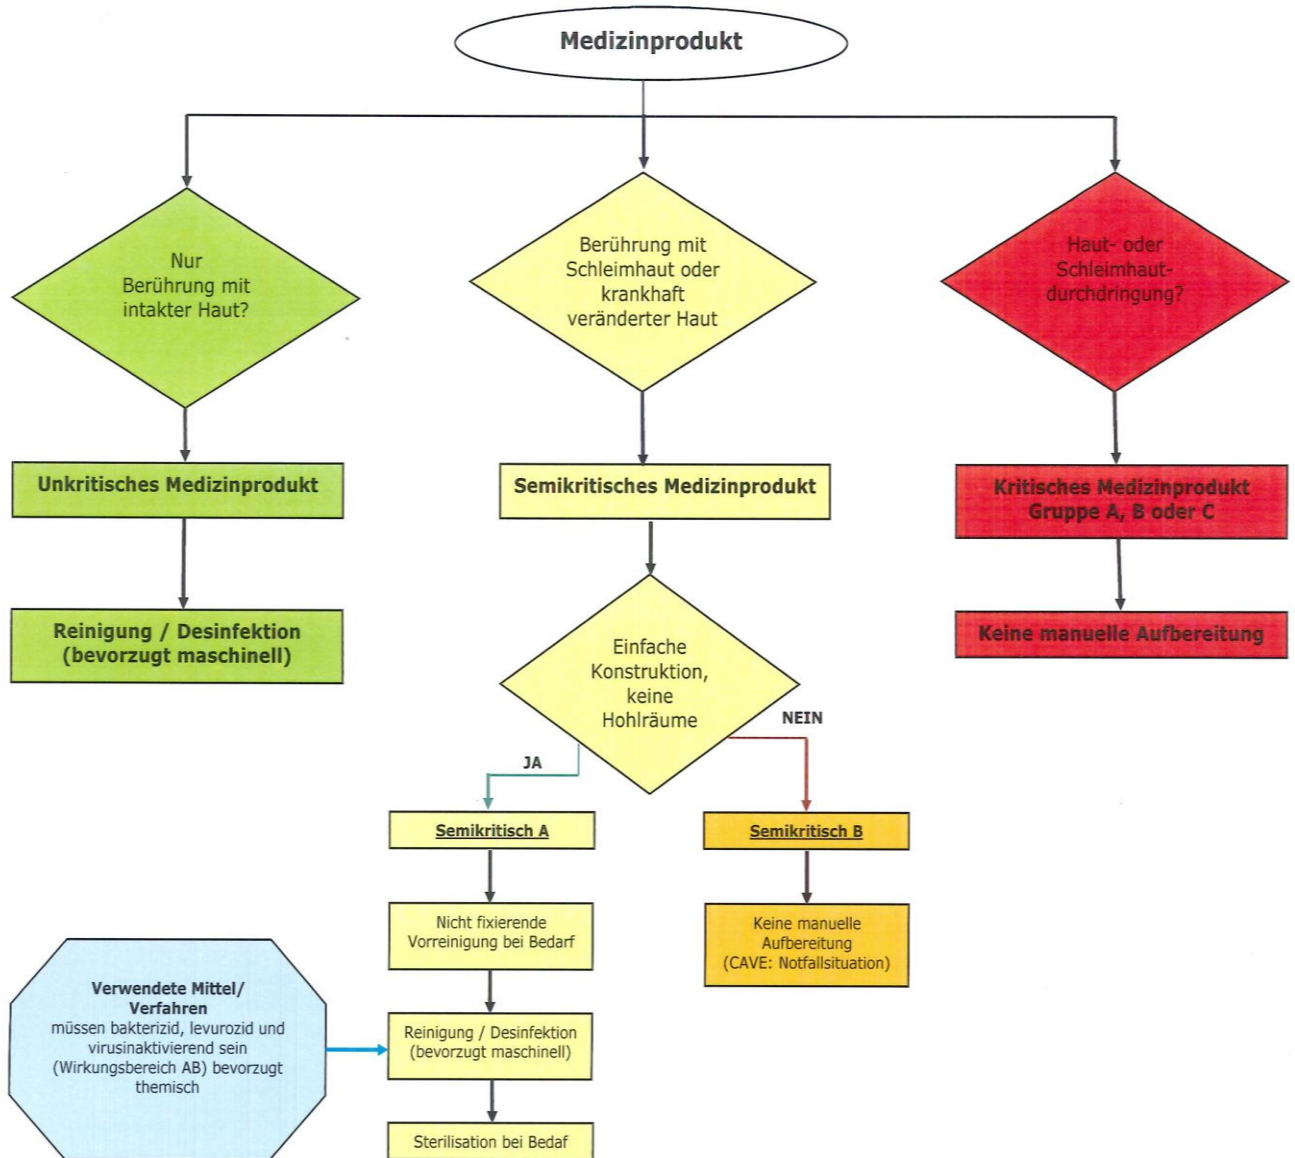 Medizinprodukt
Nur
Berührung mit
intakter Haut?
Berührung mit
Schleimhaut oder
krankhaft
veränderter Haut
Haut- oder
Schleimhaut-
durchdringung?
Unkritisches Medizinprodukt
Semikritisches Medizinprodukt
Kritisches Medizinprodukt
Gruppe A, B oder C
Reinigung / Desinfektion
(bevorzugt maschinell)
Keine manuelle Aufbereitung
Einfache
Konstruktion,
keine
Hohlräume
NEIN
JA
Semikritisch A
Semikritisch B
Nicht fixierende
Vorreinigung bei Bedarf
Keine manuelle
Aufbereitung
(CAVE: Notfallsituation)
Verwendete Mittel/
Verfahren
müssen bakterizid, levurozid und
virusinaktivierend sein
(Wirkungsbereich AB) bevorzugt
themisch
Reinigung / Desinfektion
(bevorzugt maschinell)
Sterilisation bei Bedaf